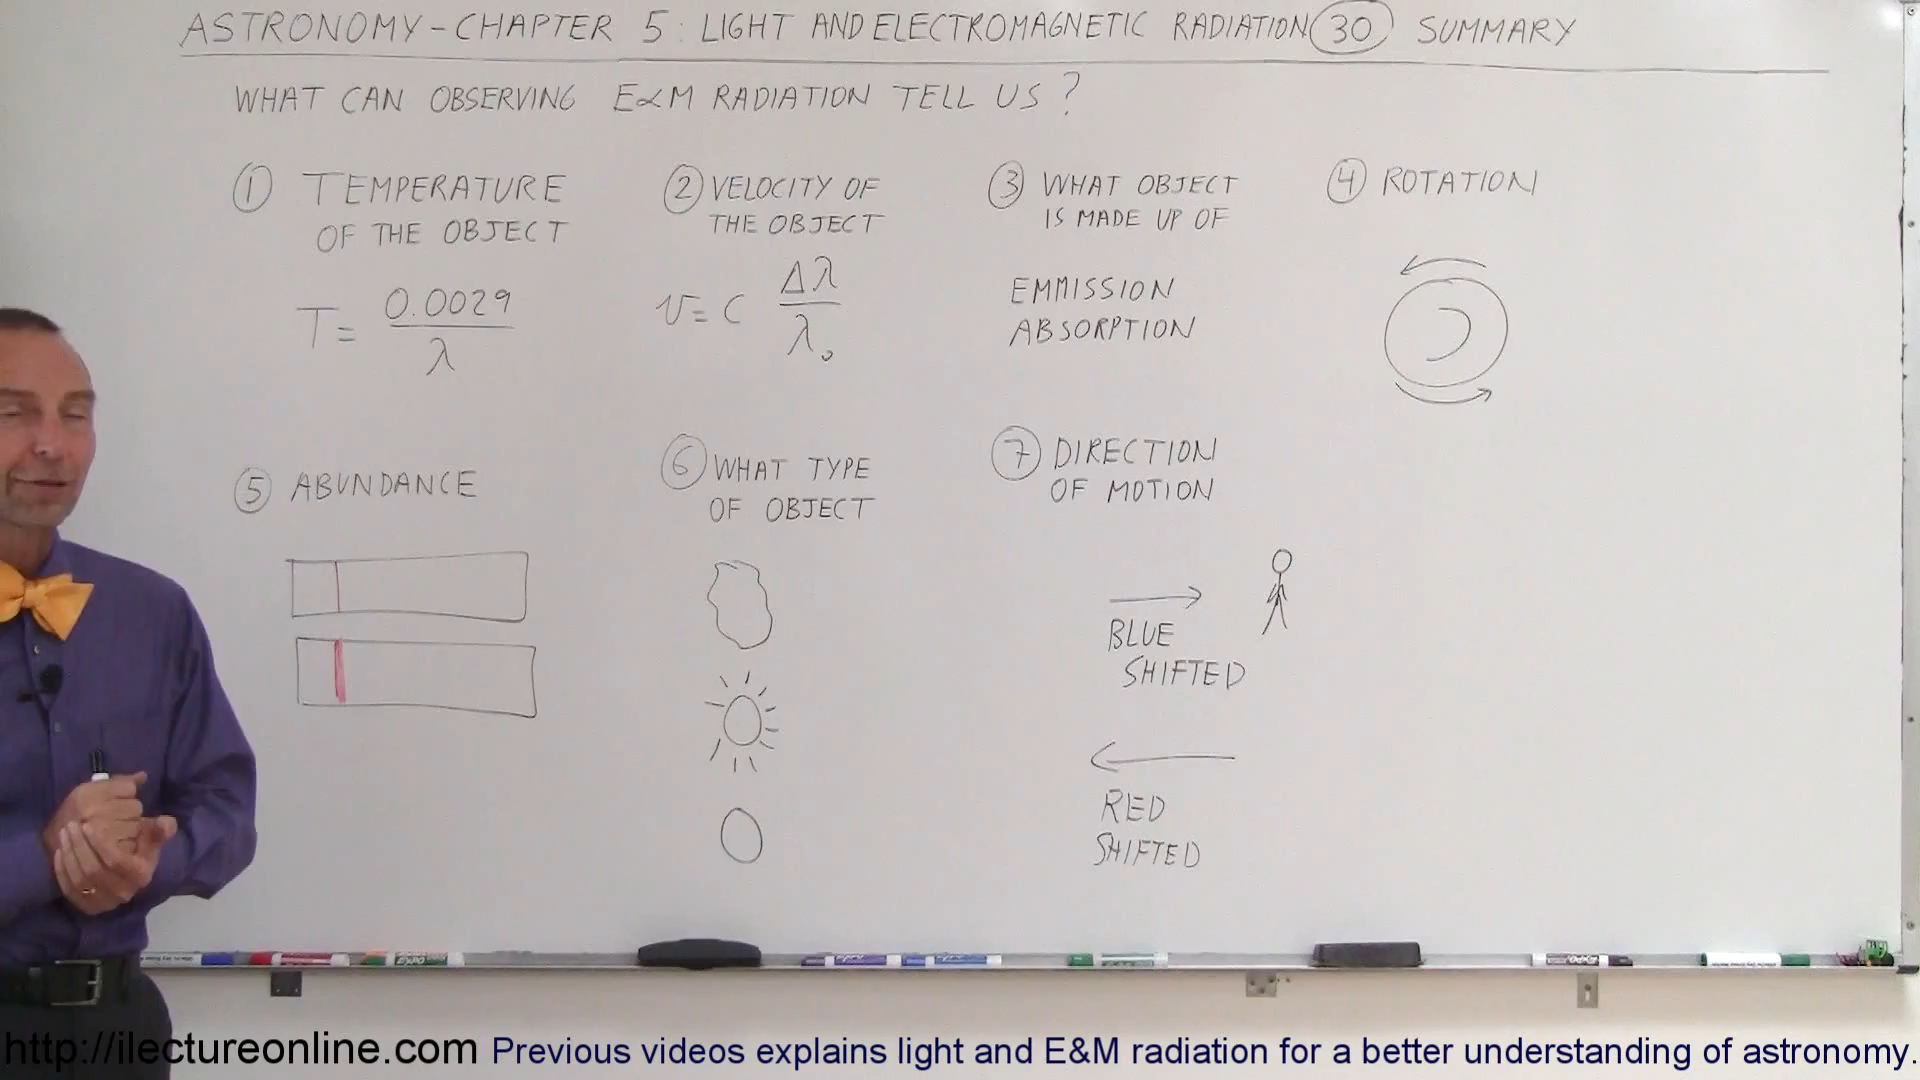 ASTRONOMY - CHAPTER 5: LIGHT AND ELECTROMAGNETIC RADIATION 30 SUMMARY
WHAT CAN OBSERVING E&M RADIATION TELL US?
1 TEMPERATURE
OF THE OBJECT
T = 0.0029 / λ
2 VELOCITY OF
THE OBJECT
v = c Δλ / λ₀
3 WHAT OBJECT
IS MADE UP OF
EMMISSION
ABSORPTION
4 ROTATION
5 ABUNDANCE
6 WHAT TYPE
OF OBJECT
7 DIRECTION
OF MOTION
BLUE
SHIFTED
RED
SHIFTED
http://ilectureonline.com Previous videos explains light and E&M radiation for a better understanding of astronomy.